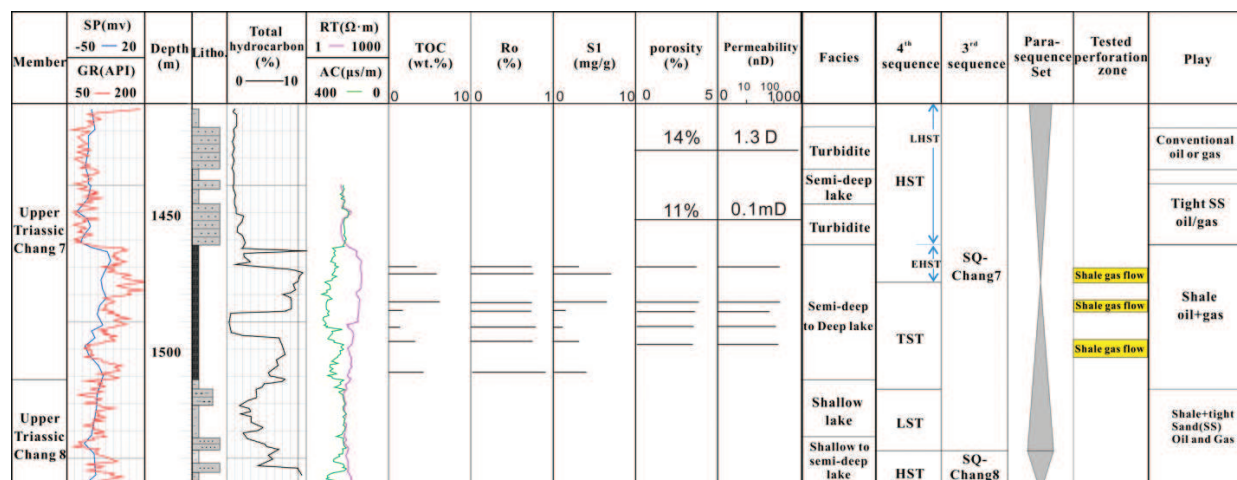 Member
SP(mv)
-50 — 20
GR(API)
50 — 200
Depth
(m)
Litho.
Total
hydrocarbon
(%)
0 — 10
RT(Ω·m)
1 — 1000
AC(μs/m)
400 — 0
TOC
(wt.%)
0 10
Ro
(%)
0 1
S1
(mg/g)
0 10
porosity
(%)
0 5
Permeability
(nD)
0 10 100 1000
Facies
4th
sequence
3rd
sequence
Para-
sequence
Set
Tested
perforation
zone
Play
Upper
Triassic
Chang 7
Upper
Triassic
Chang 8
1450
1500
14%
1.3 D
11%
0.1mD
Turbidite
Semi-deep
lake
Turbidite
Semi-deep
to Deep lake
Shallow
lake
Shallow to
semi-deep
lake
LHST
HST
EHST
TST
LST
HST
SQ-
Chang7
SQ-
Chang8
Shale gas flow
Shale gas flow
Shale gas flow
Conventional
oil or gas
Tight SS
oil/gas
Shale
oil+gas
Shale+tight
Sand(SS)
Oil and Gas